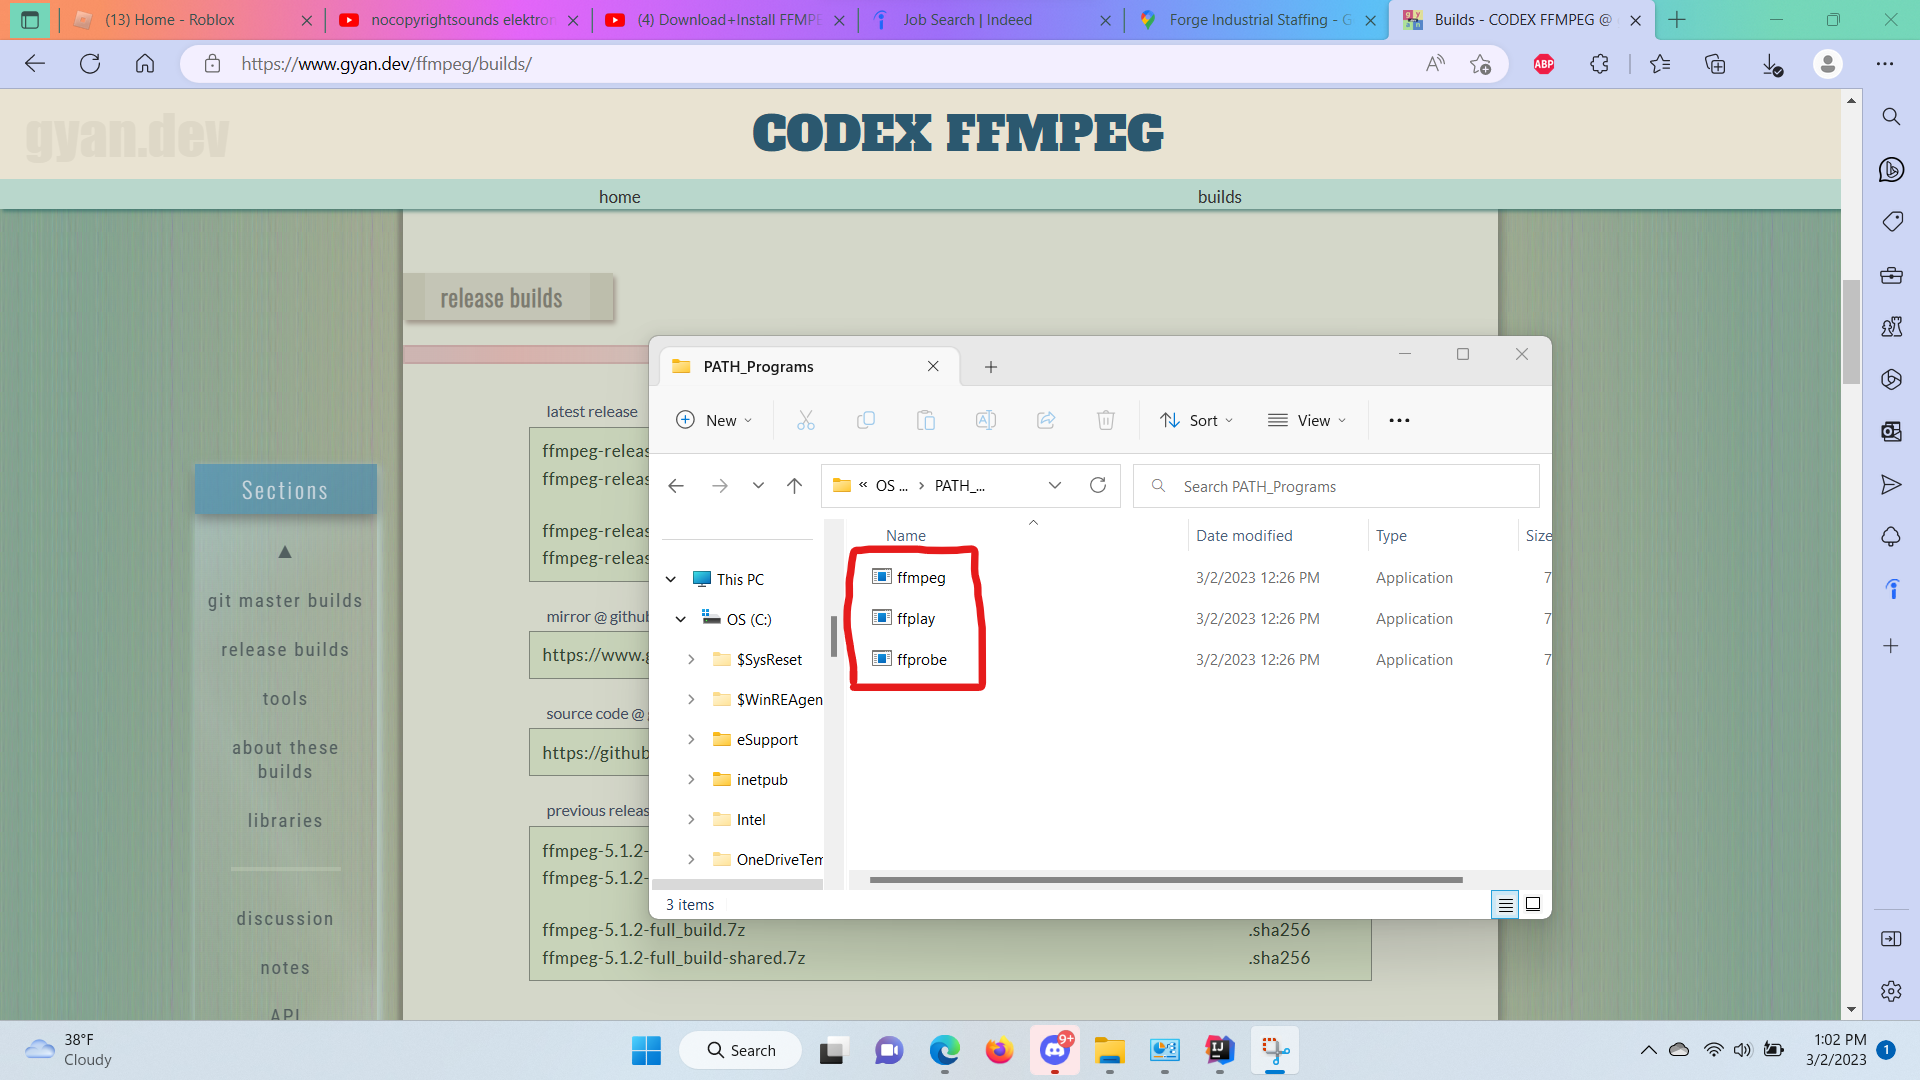 (13) Home - Roblox
nocopyrightsounds elektron
(4) Download+Install FFMPE
Job Search | Indeed
Forge Industrial Staffing - G
Builds - CODEX FFMPEG @
https://www.gyan.dev/ffmpeg/builds/
ABP
gyan.dev
CODEX FFMPEG
home
builds
release builds
latest release
ffmpeg-releas
ffmpeg-releas
ffmpeg-releas
ffmpeg-releas
mirror @ github
https://www.g
source code @ g
https://github
previous releas
ffmpeg-5.1.2-
ffmpeg-5.1.2-
ffmpeg-5.1.2-full_build.7z .sha256
ffmpeg-5.1.2-full_build-shared.7z .sha256
Sections
git master builds
release builds
tools
about these
builds
libraries
discussion
notes
API
PATH_Programs
New
Sort
View
« OS ... › PATH_...
Search PATH_Programs
Name
Date modified
Type
Size
ffmpeg 3/2/2023 12:26 PM Application 7
ffplay 3/2/2023 12:26 PM Application 7
ffprobe 3/2/2023 12:26 PM Application 7
This PC
OS (C:)
$SysReset
$WinREAgen
eSupport
inetpub
Intel
OneDriveTem
3 items
38°F
Cloudy
Search
9+
1:02 PM
3/2/2023
1